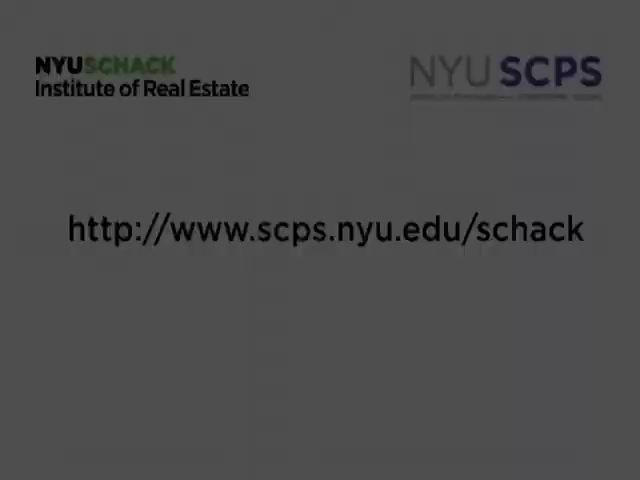 NYUSCHACK
Institute of Real Estate
NYU SCPS
http://www.scps.nyu.edu/schack